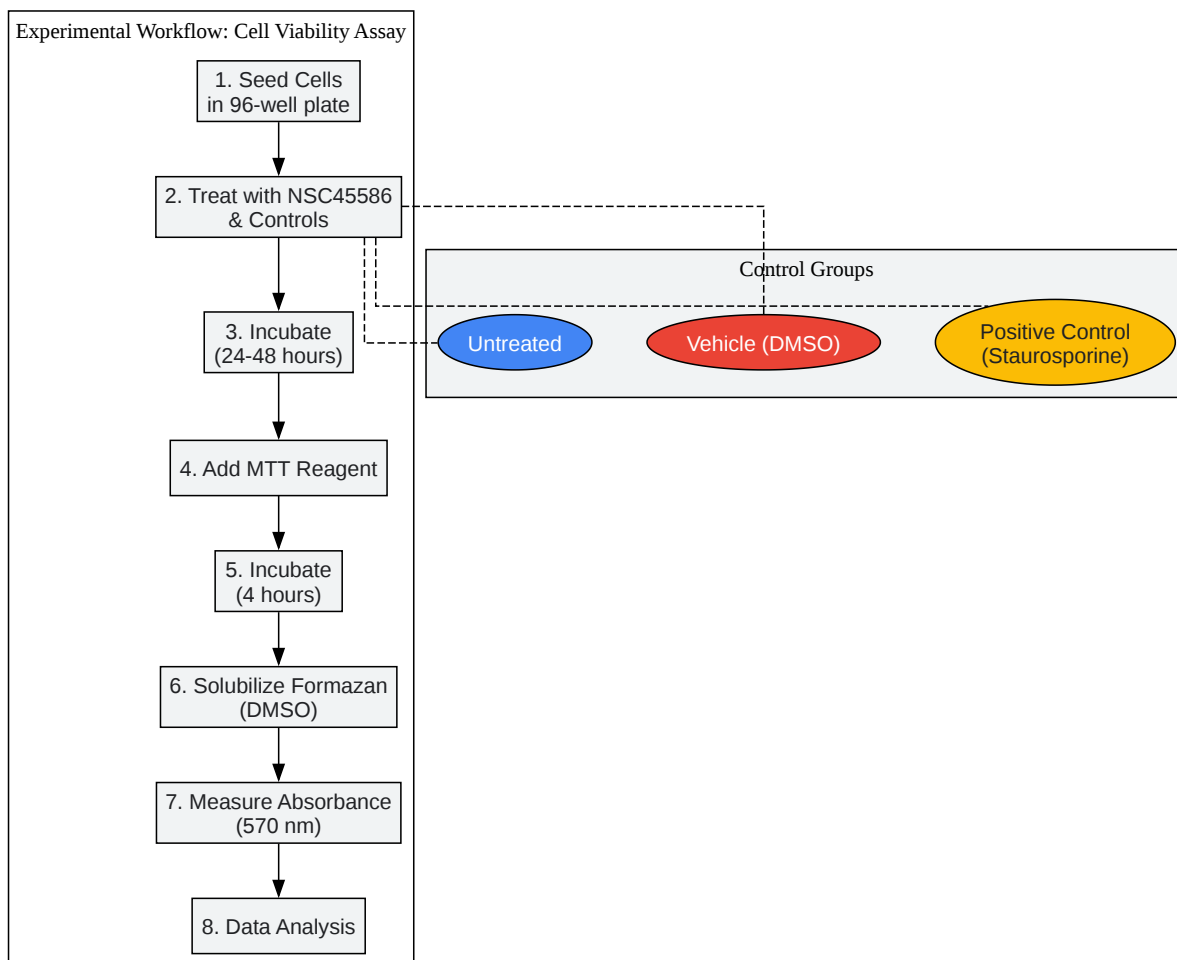 Experimental Workflow: Cell Viability Assay
1. Seed Cells
in 96-well plate
2. Treat with NSC45586
& Controls
Control Groups
Untreated
Vehicle (DMSO)
Positive Control
(Staurosporine)
3. Incubate
(24-48 hours)
4. Add MTT Reagent
5. Incubate
(4 hours)
6. Solubilize Formazan
(DMSO)
7. Measure Absorbance
(570 nm)
8. Data Analysis